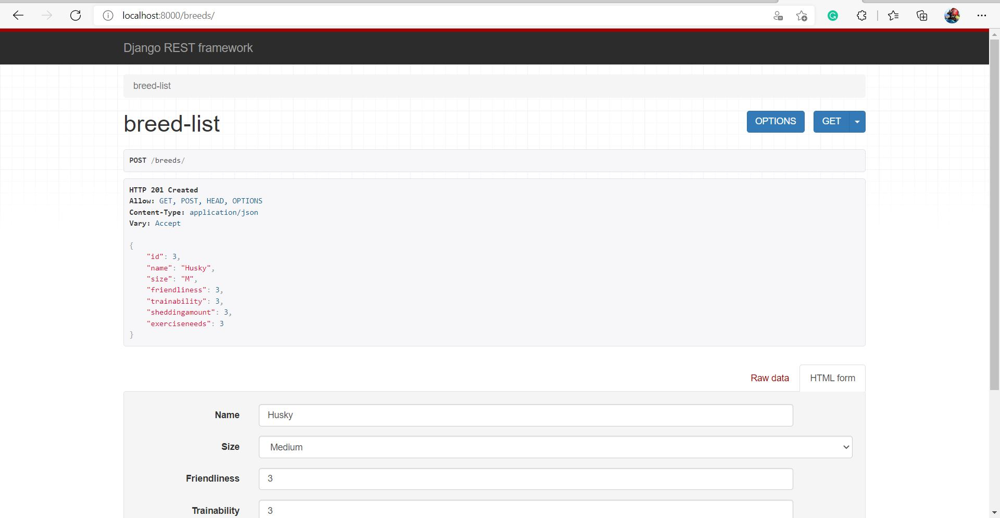 localhost:8000/breeds/
Django REST framework
breed-list
breed-list
OPTIONS
GET
POST /breeds/
HTTP 201 Created
Allow: GET, POST, HEAD, OPTIONS
Content-Type: application/json
Vary: Accept
{
    "id": 3,
    "name": "Husky",
    "size": "M",
    "friendliness": 3,
    "trainability": 3,
    "sheddingamount": 3,
    "exerciseneeds": 3
}
Raw data
HTML form
Name
Husky
Size
Medium
Friendliness
3
Trainability
3